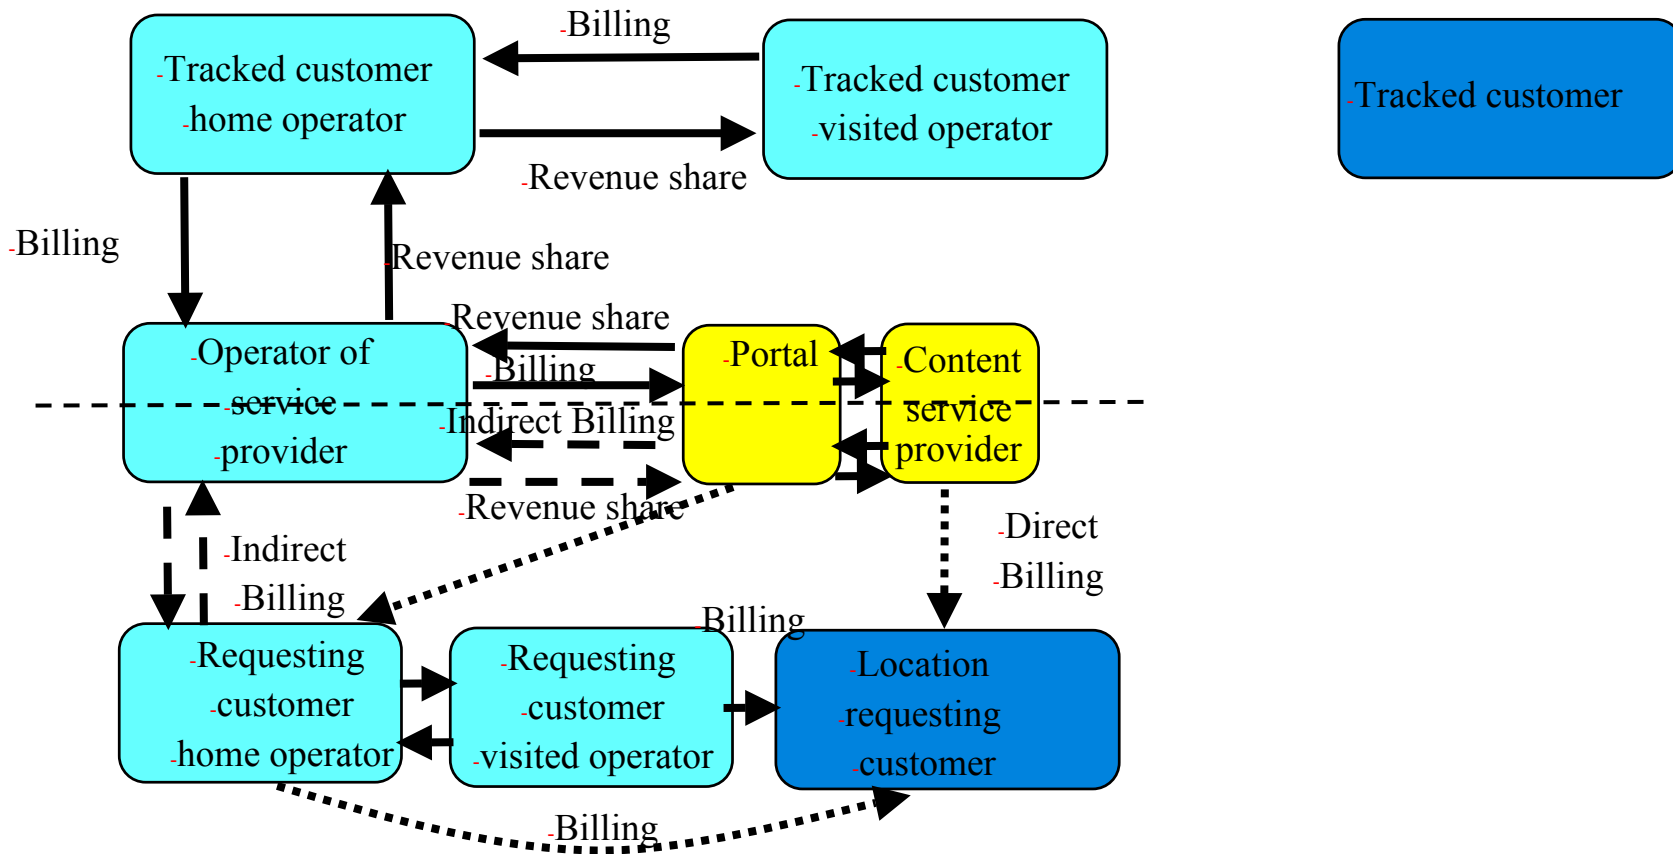 -Billing
-Tracked customer
-home operator
-Tracked customer
-visited operator
-Tracked customer
-Revenue share
-Billing
-Revenue share
-Revenue share
-Billing
-Indirect Billing
-Revenue share
-Operator of
-service
-provider
-Portal
-Content
service
provider
-Indirect
-Billing
-Direct
-Billing
-Billing
-Requesting
-customer
-home operator
-Requesting
-customer
-visited operator
-Location
-requesting
-customer
-Billing